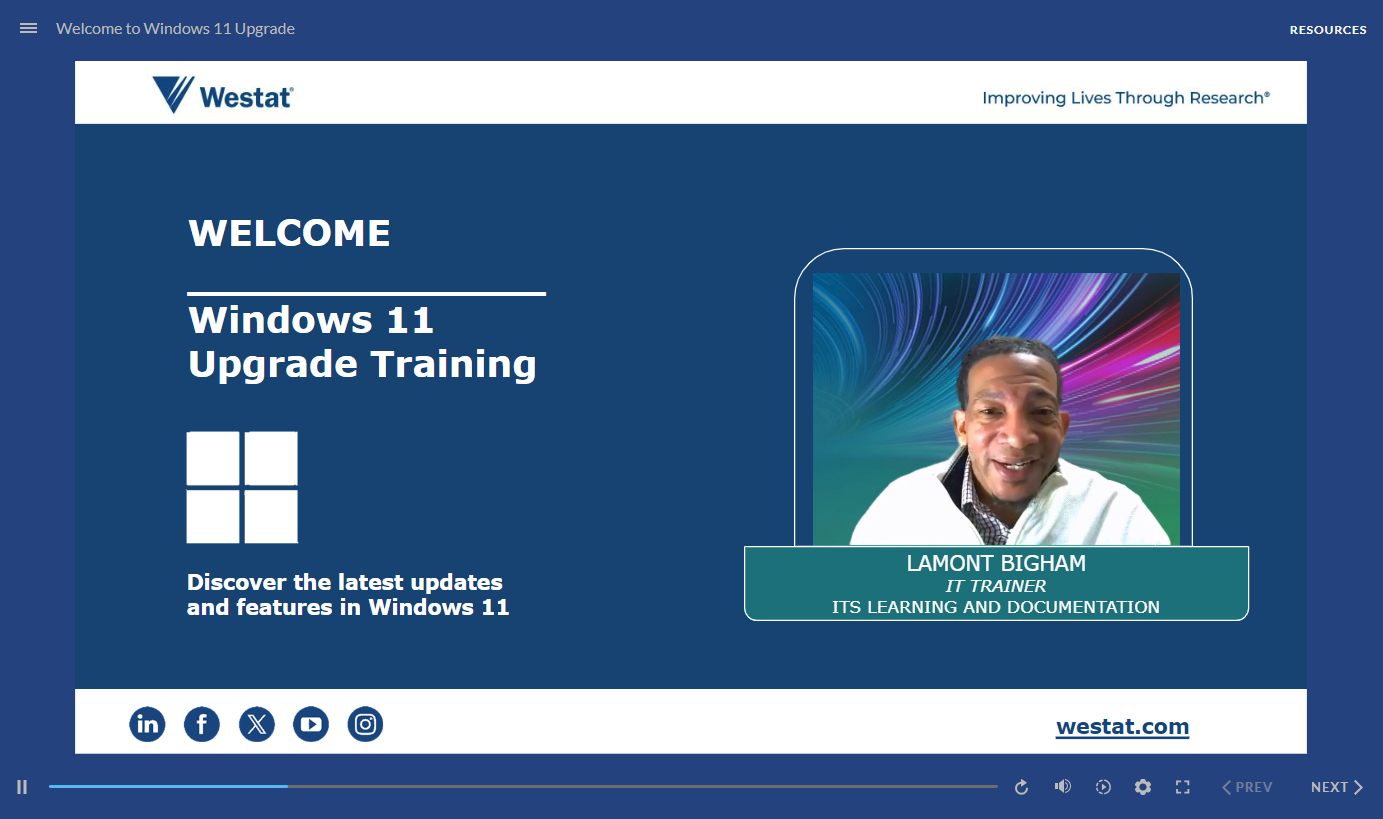 Welcome to Windows 11 Upgrade
RESOURCES
Westat®
Improving Lives Through Research®
WELCOME
Windows 11
Upgrade Training
Discover the latest updates
and features in Windows 11
LAMONT BIGHAM
IT TRAINER
ITS LEARNING AND DOCUMENTATION
in f X
westat.com
PREV
NEXT